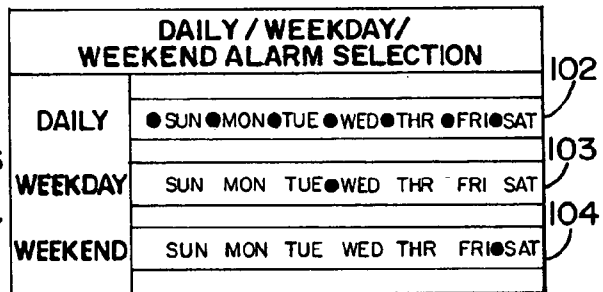 DAILY / WEEKDAY/
WEEKEND ALARM SELECTION
102
DAILY ●SUN●MON●TUE●WED●THR ●FRI●SAT
103
WEEKDAY SUN MON TUE●WED THR FRI SAT
104
WEEKEND SUN MON TUE WED THR FRI●SAT